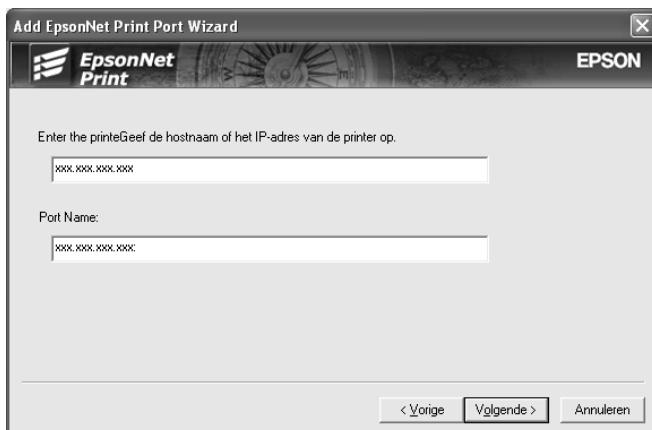 Add EpsonNet Print Port Wizard
EpsonNet
Print
EPSON
Enter the printeGeef de hostnaam of het IP-adres van de printer op.
xxx.xxx.xxx.xxx
Port Name:
xxx.xxx.xxx.xxx:
< Vorige
Volgende >
Annuleren